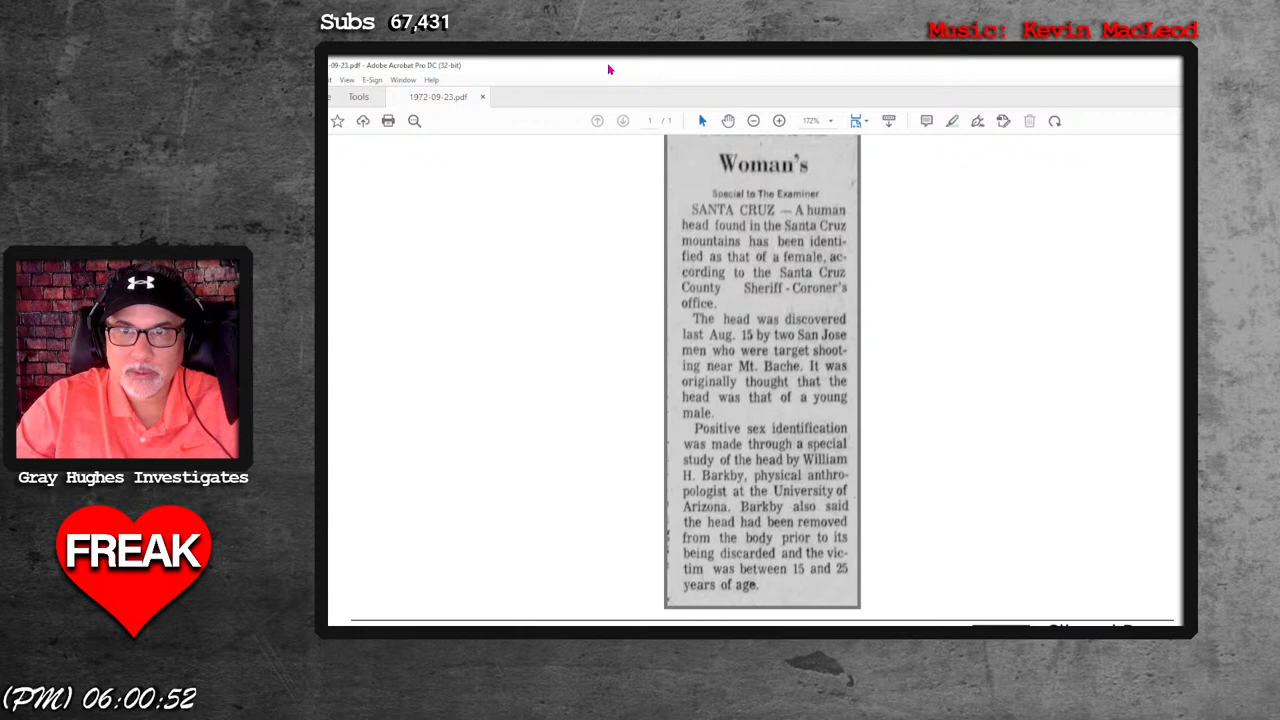 Subs 67,431
Music: Kevin MacLeod
-09-23.pdf - Adobe Acrobat Pro DC (32-bit)
View E-Sign Window Help
Tools 1972-09-23.pdf ×
1 / 1 172%
Woman's
Special to The Examiner
SANTA CRUZ — A human
head found in the Santa Cruz
mountains has been identi-
fied as that of a female, ac-
cording to the Santa Cruz
County Sheriff-Coroner's
office.
The head was discovered
last Aug. 15 by two San Jose
men who were target shoot-
ing near Mt. Bache. It was
originally thought that the
head was that of a young
male.
Positive sex identification
was made through a special
study of the head by William
H. Barkby, physical anthro-
pologist at the University of
Arizona. Barkby also said
the head had been removed
from the body prior to its
being discarded and the vic-
tim was between 15 and 25
years of age.
Gray Hughes Investigates
FREAK
(PM) 06:00:52